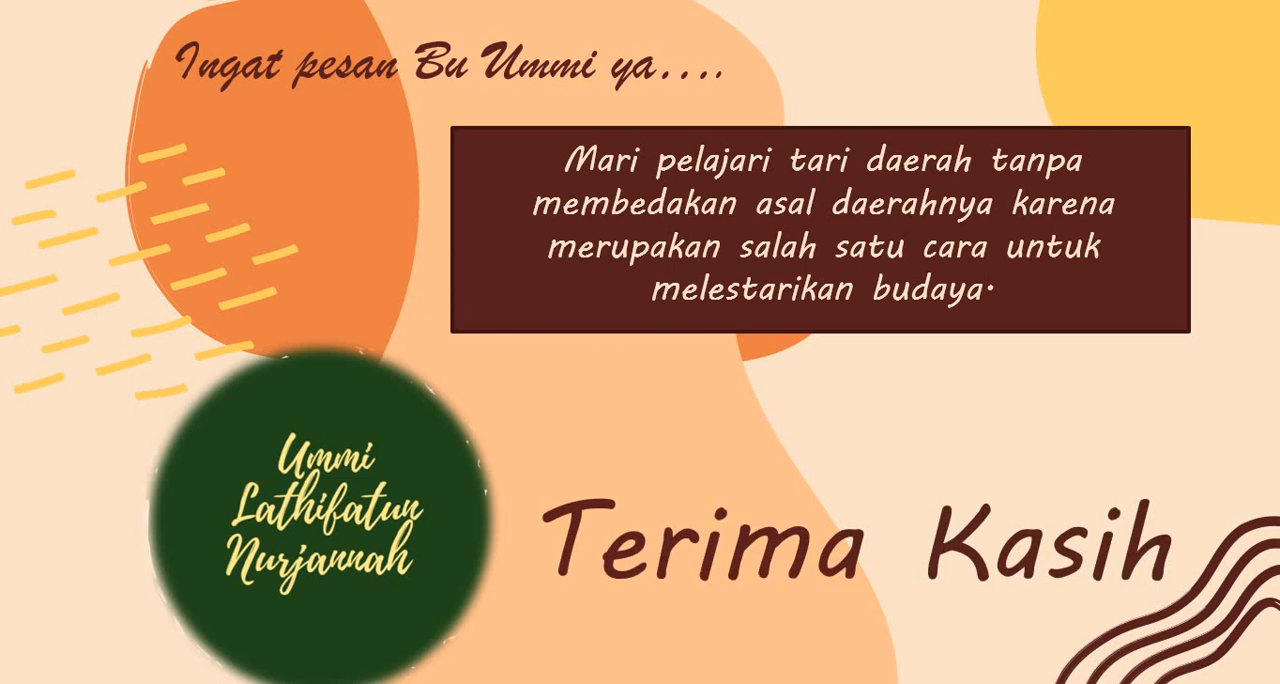 Ingat pesan Bu Ummi ya....
Mari pelajari tari daerah tanpa
membedakan asal daerahnya karena
merupakan salah satu cara untuk
melestarikan budaya.
Ummi
Lathifatun
Nurjannah
Terima Kasih